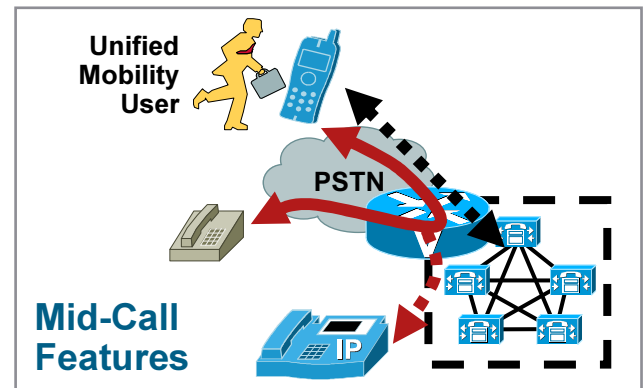 Unified
Mobility
User
PSTN
V
IP
Mid-Call
Features